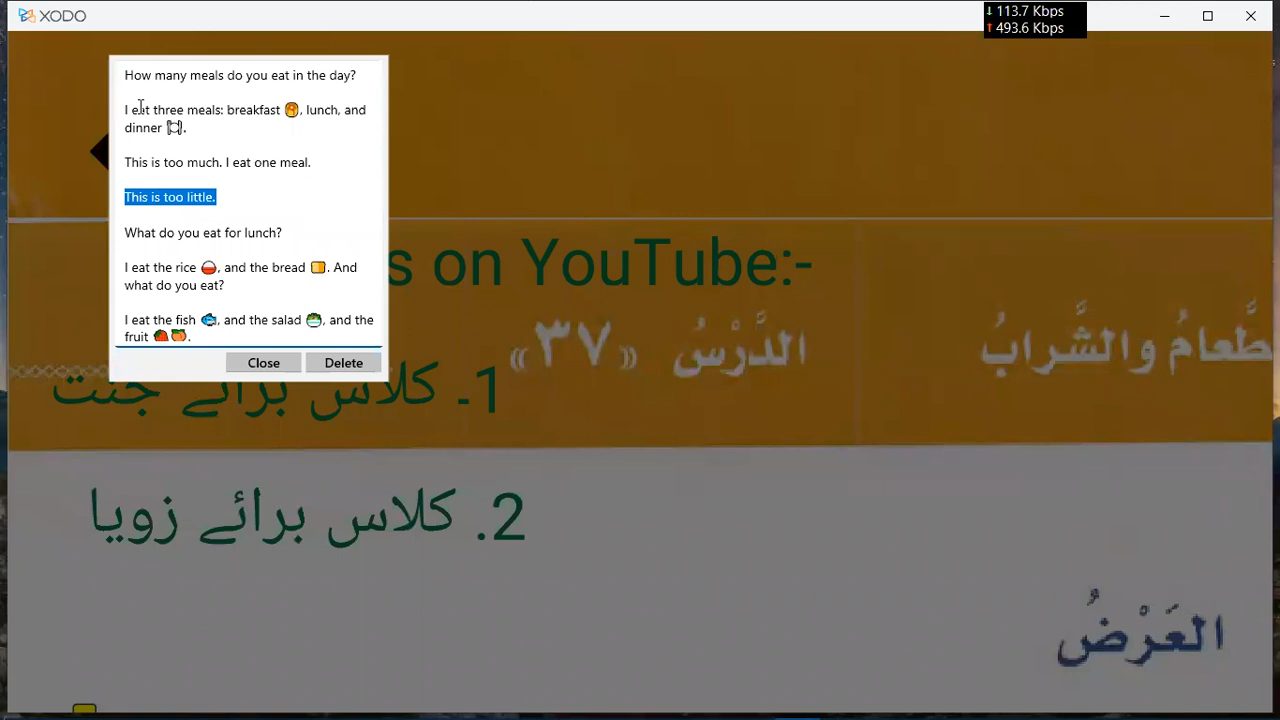 XODO
↓ 113.7 Kbps
↑ 493.6 Kbps
How many meals do you eat in the day?
I eat three meals: breakfast 🍞, lunch, and
dinner 🍽.
This is too much. I eat one meal.
This is too little.
What do you eat for lunch?
I eat the rice 🍚, and the bread 🍞. And
what do you eat?
I eat the fish 🐟, and the salad 🥗, and the
fruit 🍓🍑.
Close
Delete
s on YouTube:-
طَّعامُ والشَّرابُ
الدَّرْسُ «٣٧»
1۔ کلاس برائے جنت
2. کلاس برائے زویا
العَرْضُ